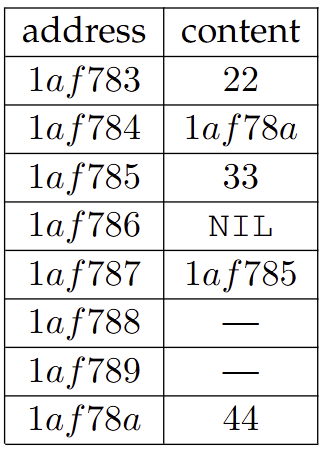 address content
1af783 22
1af784 1af78a
1af785 33
1af786 NIL
1af787 1af785
1af788 —
1af789 —
1af78a 44